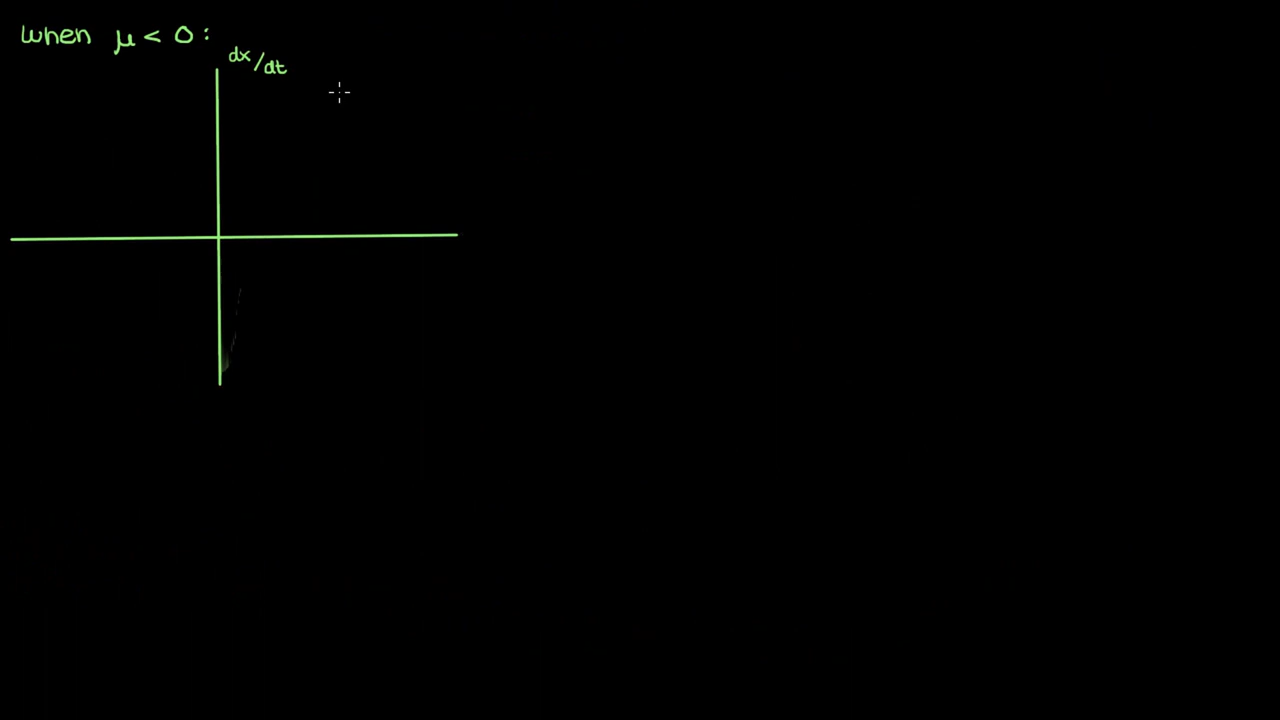 when μ < 0 :
dx/dt